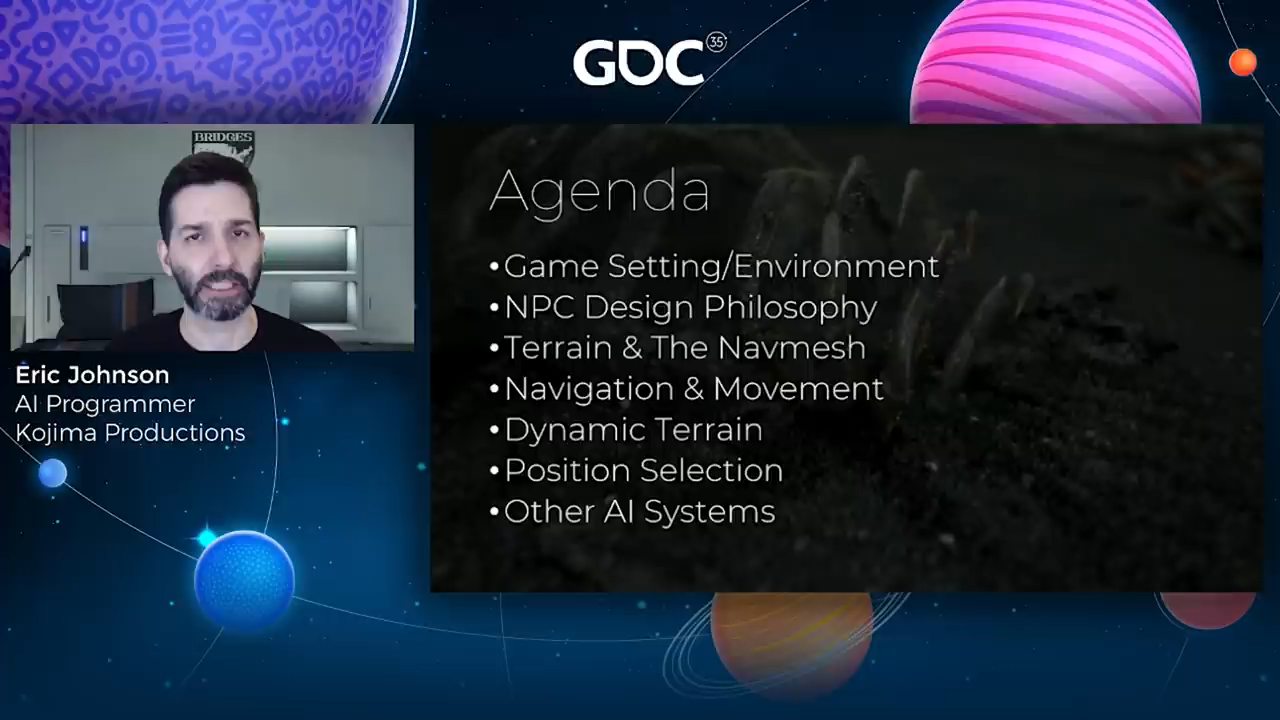 GDC 35
BRIDGES
Eric Johnson
AI Programmer
Kojima Productions
Agenda
•Game Setting/Environment
•NPC Design Philosophy
•Terrain & The Navmesh
•Navigation & Movement
•Dynamic Terrain
•Position Selection
•Other AI Systems